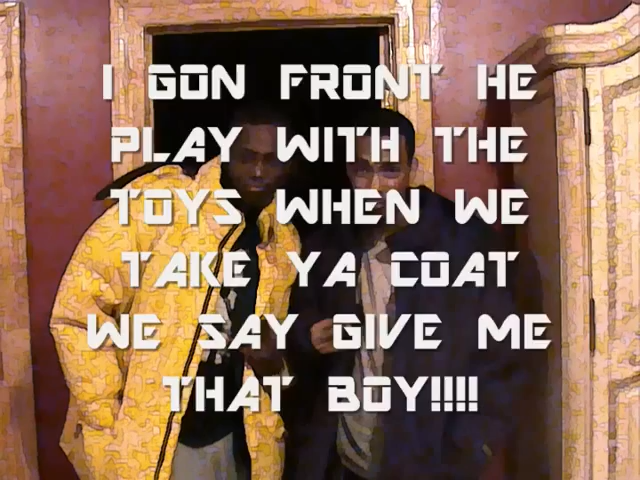 I GON FRONT HE
PLAY WITH THE
TOYS WHEN WE
TAKE YA COAT
WE SAY GIVE ME
THAT BOY!!!!